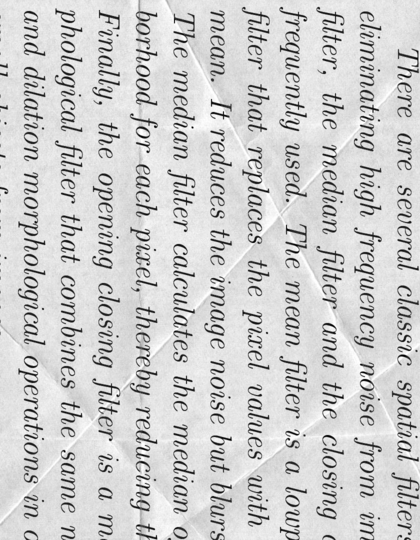 There are several classic spatial filters
eliminating high frequency noise from im
filter, the median filter and the closing
frequently used. The mean filter is a lowp
filter that replaces the pixel values with
mean. It reduces the image noise but blurs
The median filter calculates the median
borhood for each pixel, thereby reducing th
Finally, the opening closing filter is a m
phological filter that combines the same n
and dilation morphological operations in